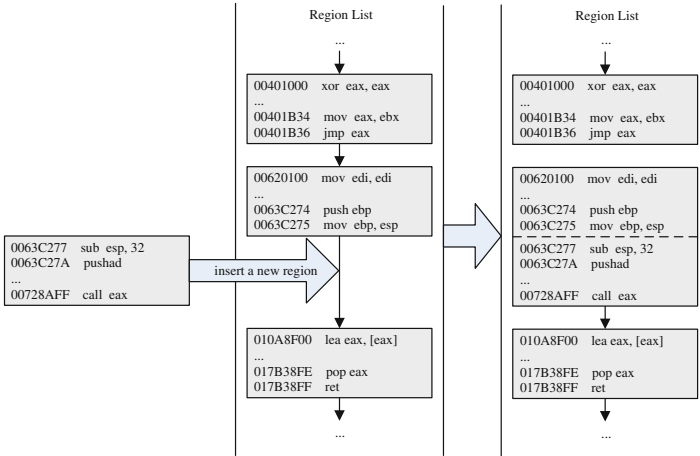 Region List
...
00401000 xor eax, eax
...
00401B34 mov eax, ebx
00401B36 jmp eax
00620100 mov edi, edi
...
0063C274 push ebp
0063C275 mov ebp, esp
0063C277 sub esp, 32
0063C27A pushad
...
00728AFF call eax
insert a new region
010A8F00 lea eax, [eax]
...
017B38FE pop eax
017B38FF ret
...
Region List
...
00401000 xor eax, eax
...
00401B34 mov eax, ebx
00401B36 jmp eax
00620100 mov edi, edi
...
0063C274 push ebp
0063C275 mov ebp, esp
0063C277 sub esp, 32
0063C27A pushad
...
00728AFF call eax
010A8F00 lea eax, [eax]
...
017B38FE pop eax
017B38FF ret
...